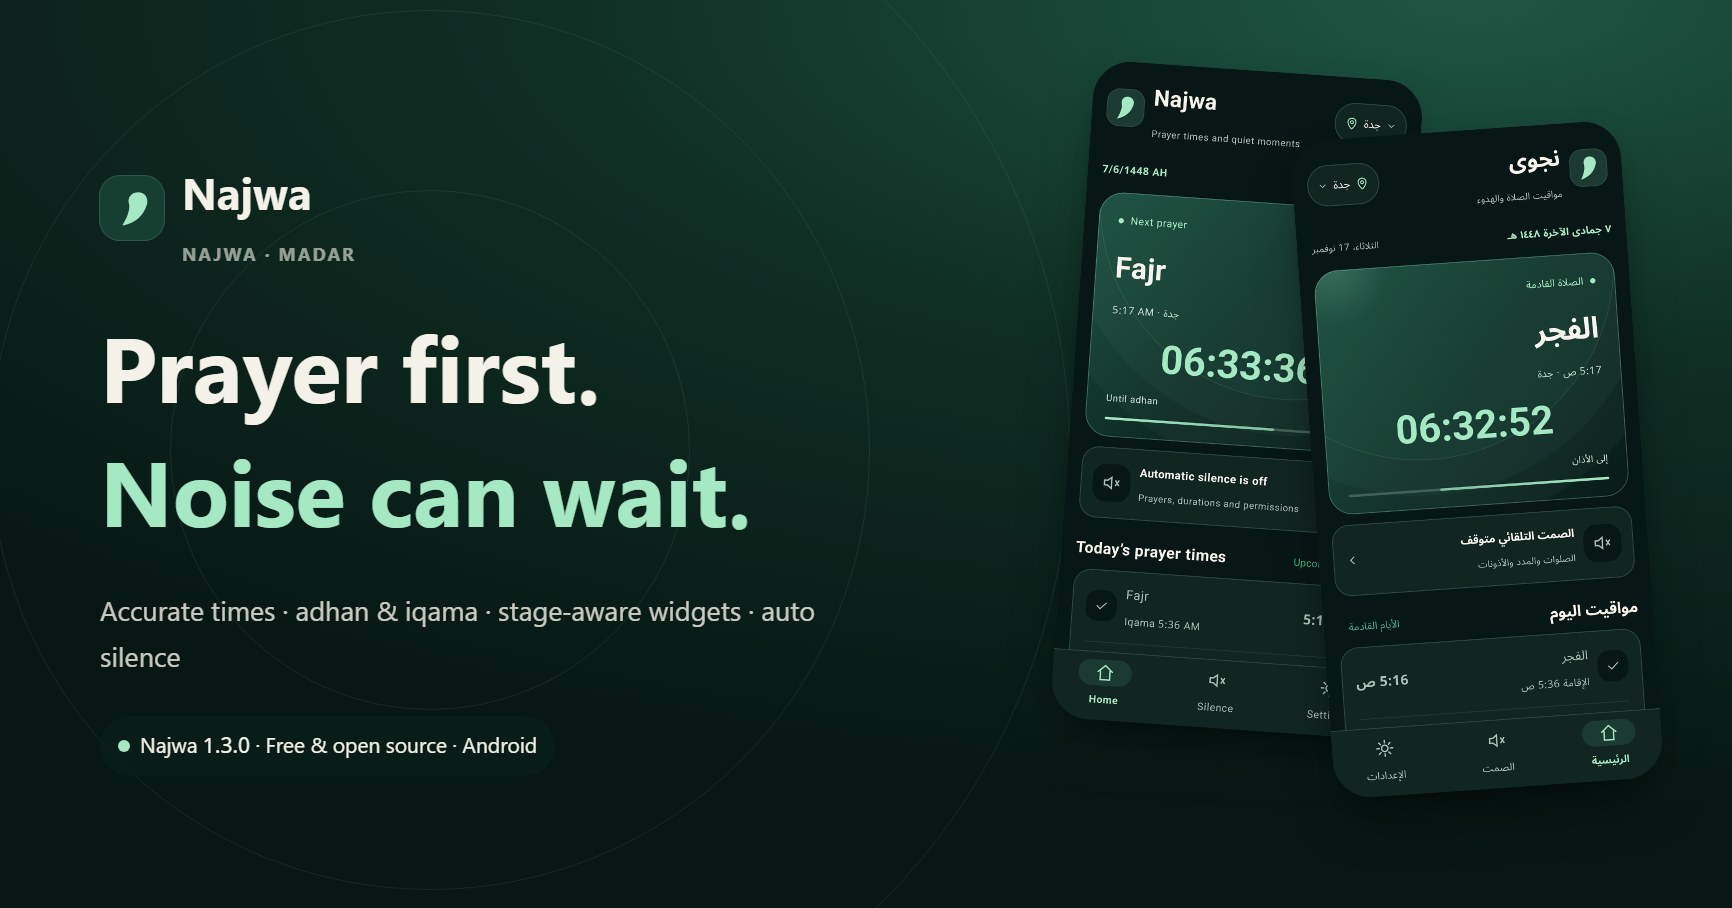 Najwa
NAJWA · MADAR
Prayer first.
Noise can wait.
Accurate times · adhan & iqama · stage-aware widgets · auto
silence
Najwa 1.3.0 · Free & open source · Android
Najwa
جدة
Prayer times and quiet moments
7/6/1448 AH
Next prayer
Fajr
5:17 AM · جدة
06:33:36
Until adhan
Automatic silence is off
Prayers, durations and permissions
Today's prayer times
Fajr
Iqama 5:36 AM
Home
Silence
نجوى
جدة
مواقيت الصلاة والهدوء
٧ جمادى الآخرة ١٤٤٨ هـ
الثلاثاء، 17 نوفمبر
الصلاة القادمة
الفجر
5:17 ص · جدة
06:32:52
إلى الأذان
الصمت التلقائي متوقف
الصلوات والمدد والأذونات
مواقيت اليوم
الأيام القادمة
الفجر
5:16 ص
الإقامة 5:36 ص
الرئيسية
الصمت
الإعدادات